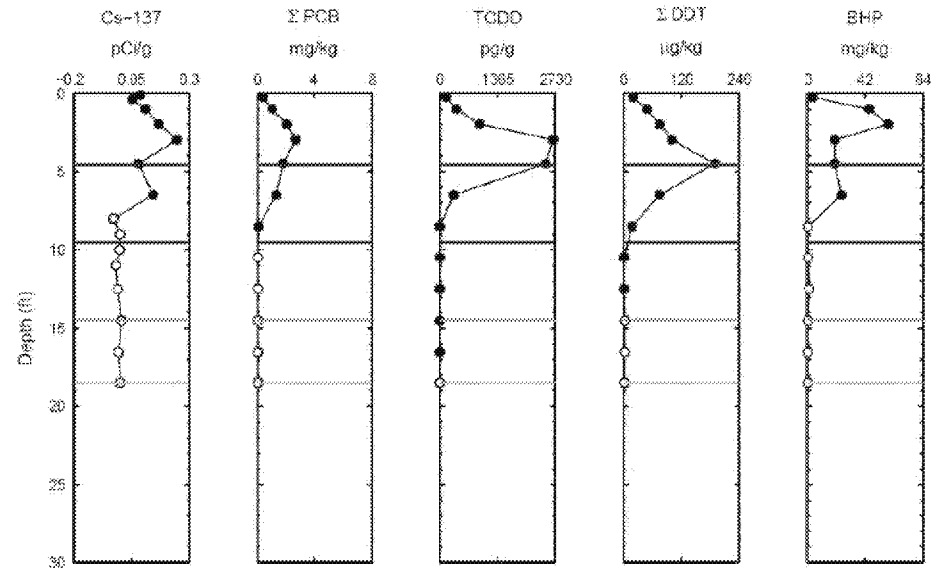 Cs-137 Σ PCB TCDD Σ DDT BHP
pCi/g mg/kg pg/g µg/kg mg/kg
-0.2 0.05 0.3 0 4 8 0 1365 2730 0 120 240 3 42 84
0
5
10
15
20
25
30
Depth (ft)